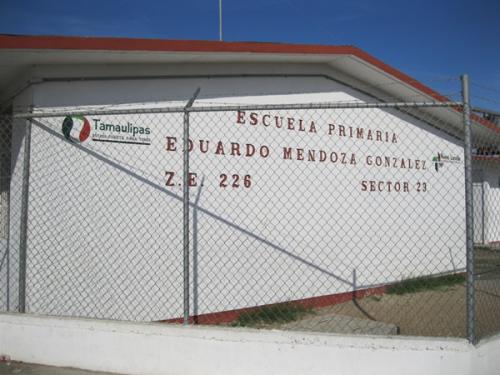 Tamaulipas
ESCUELA PRIMARIA
EDUARDO MENDOZA GONZALEZ
Z.E. 226 SECTOR 23